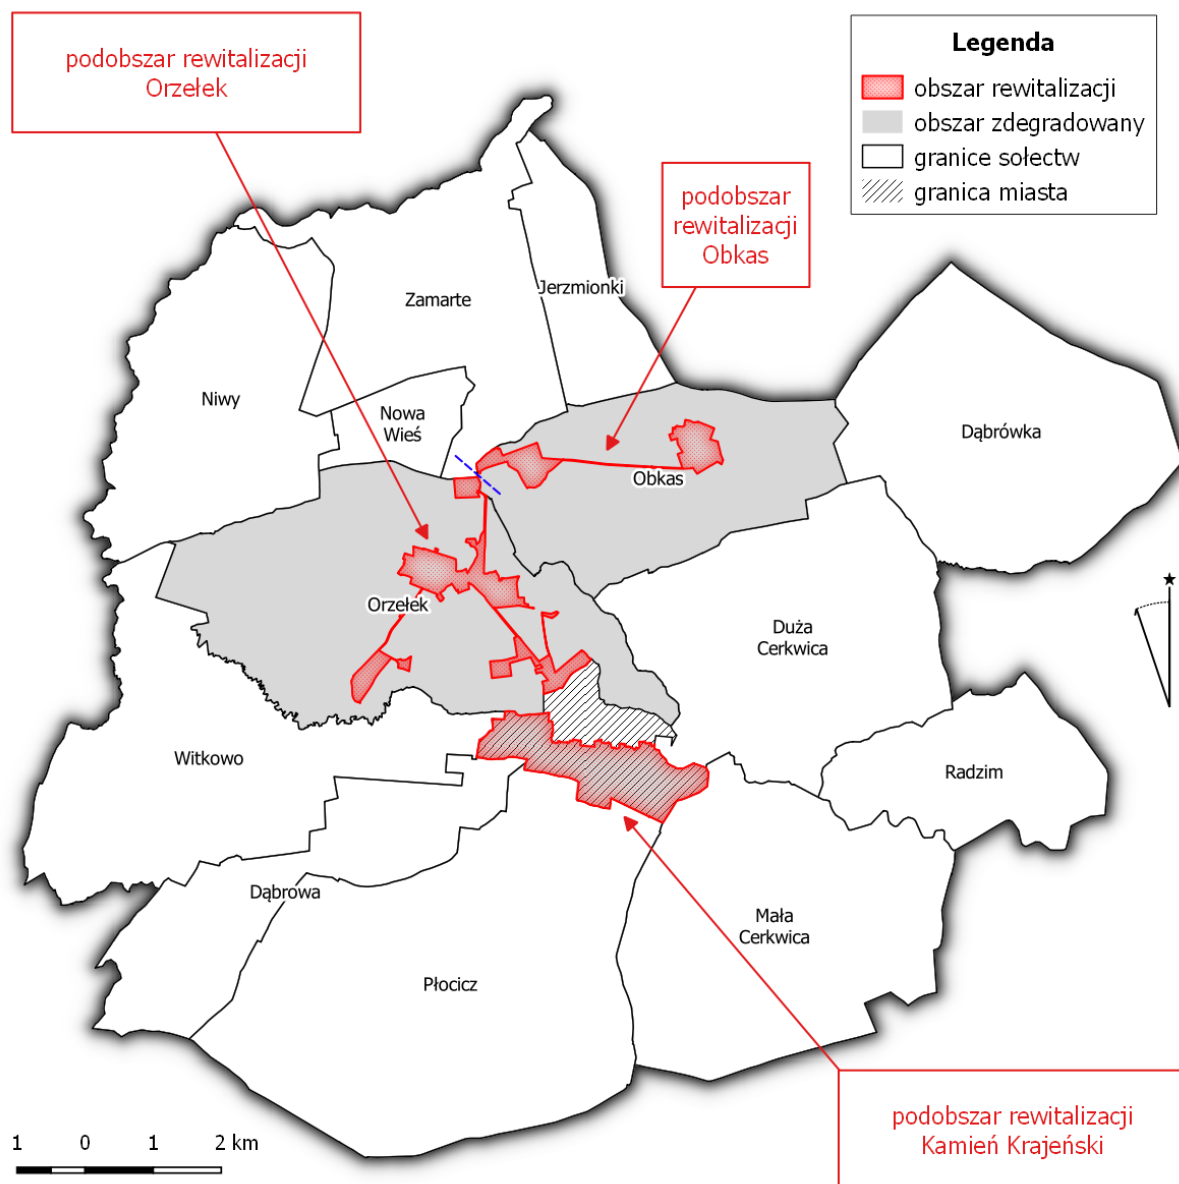 podobszar rewitalizacji
Orzełek
Legenda
obszar rewitalizacji
obszar zdegradowany
granice sołectw
granica miasta
podobszar
rewitalizacji
Obkas
Jerzmionki
Zamarte
Niwy
Nowa
Wieś
Dąbrówka
Obkas
Orzełek
Duża
Cerkwica
Witkowo
Radzim
Dąbrowa
Mała
Cerkwica
Płocicz
podobszar rewitalizacji
Kamień Krajeński
1 0 1 2 km